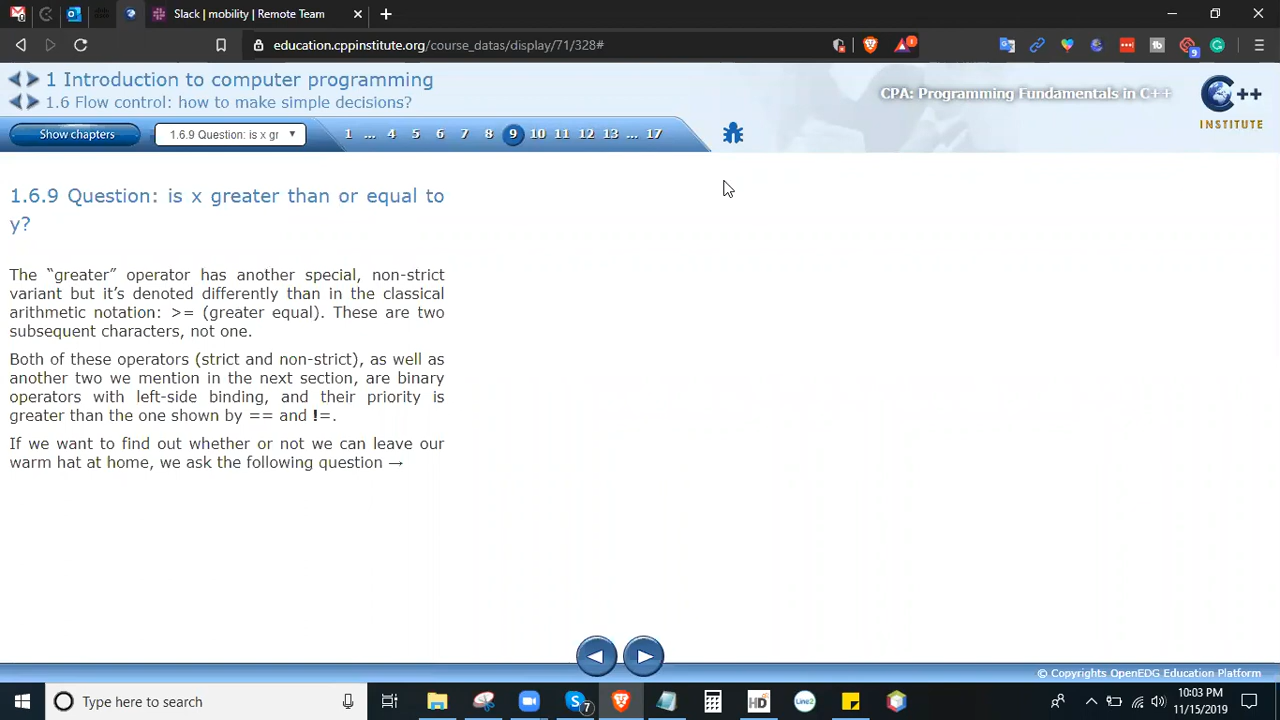 Slack | mobility | Remote Team
education.cppinstitute.org/course_datas/display/71/328#
9
1 Introduction to computer programming
1.6 Flow control: how to make simple decisions?
CPA: Programming Fundamentals in C++
++
INSTITUTE
Show chapters
1.6.9 Question: is x gr
1 ... 4 5 6 7 8 9 10 11 12 13 ... 17
1.6.9 Question: is x greater than or equal to
y?
The “greater” operator has another special, non-strict
variant but it’s denoted differently than in the classical
arithmetic notation: >= (greater equal). These are two
subsequent characters, not one.
Both of these operators (strict and non-strict), as well as
another two we mention in the next section, are binary
operators with left-side binding, and their priority is
greater than the one shown by == and !=.
If we want to find out whether or not we can leave our
warm hat at home, we ask the following question →
© Copyrights OpenEDG Education Platform
Type here to search
7
HD
Line2
10:03 PM
11/15/2019